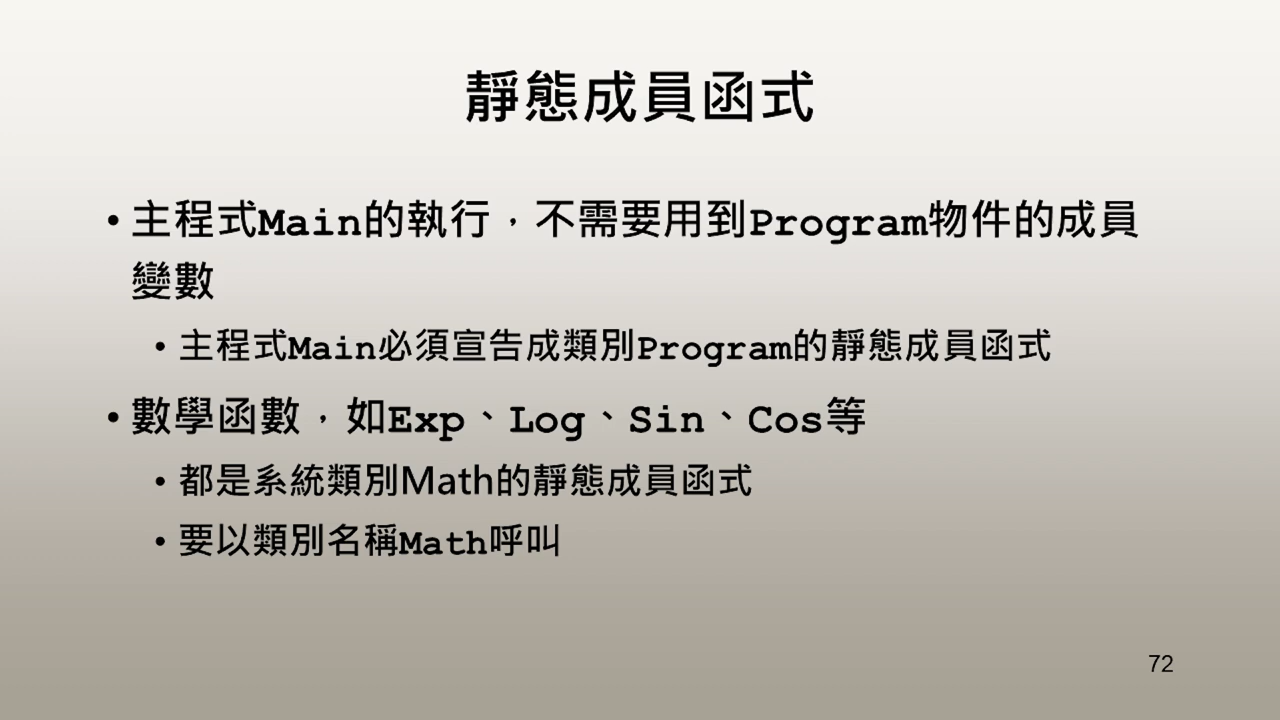 靜態成員函式
• 主程式Main的執行，不需要用到Program物件的成員
變數
• 主程式Main必須宣告成類別Program的靜態成員函式
• 數學函數，如Exp、Log、Sin、Cos等
• 都是系統類別Math的靜態成員函式
• 要以類別名稱Math呼叫
72